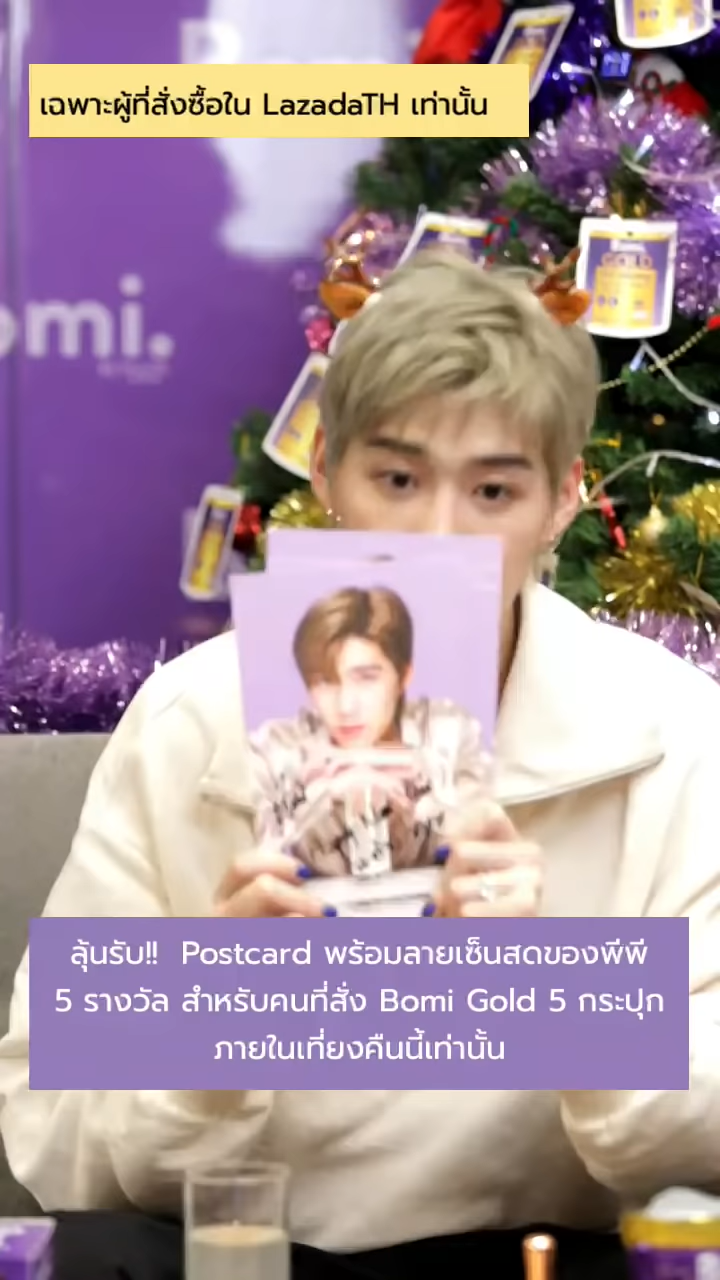 Bomi
เฉพาะผู้ที่สั่งซื้อใน LazadaTH เท่านั้น
GOLD
omi.
ลุ้นรับ!! Postcard พร้อมลายเซ็นสดของพีพี
5 รางวัล สำหรับคนที่สั่ง Bomi Gold 5 กระปุก
ภายในเที่ยงคืนนี้เท่านั้น